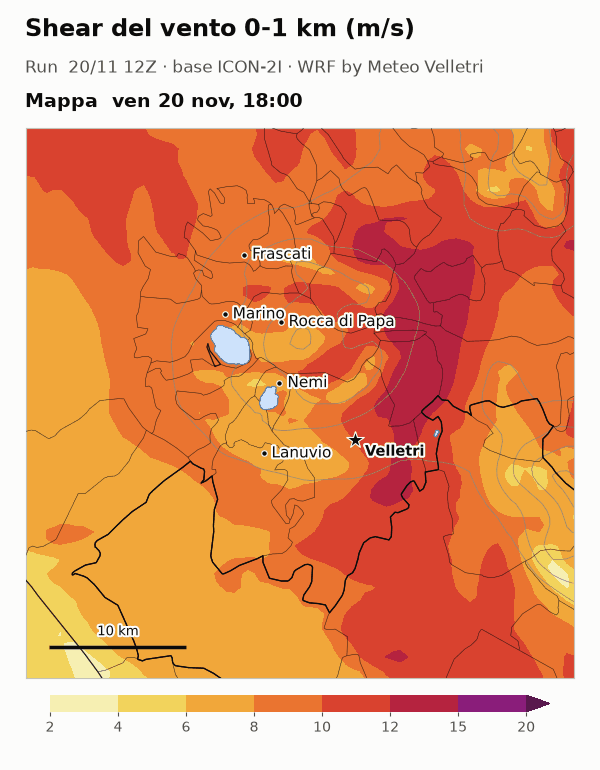 Shear del vento 0-1 km (m/s)
Run  20/11 12Z · base ICON-2I · WRF by Meteo Velletri
Mappa  ven 20 nov, 18:00
Frascati
Marino
Rocca di Papa
Nemi
Velletri
Lanuvio
10 km
2 4 6 8 10 12 15 20